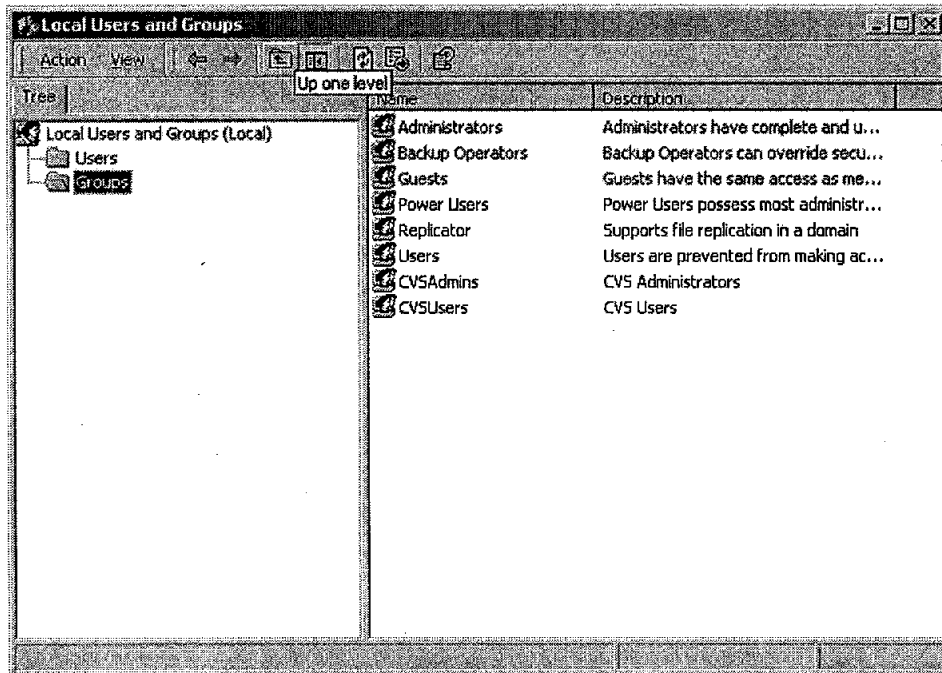 Local Users and Groups
Action View
Up one level
Tree
Name Description
Local Users and Groups (Local)
Users
Groups
Administrators Administrators have complete and u...
Backup Operators Backup Operators can override secu...
Guests Guests have the same access as me...
Power Users Power Users possess most administr...
Replicator Supports file replication in a domain
Users Users are prevented from making ac...
CVSAdmins CVS Administrators
CVSUsers CVS Users